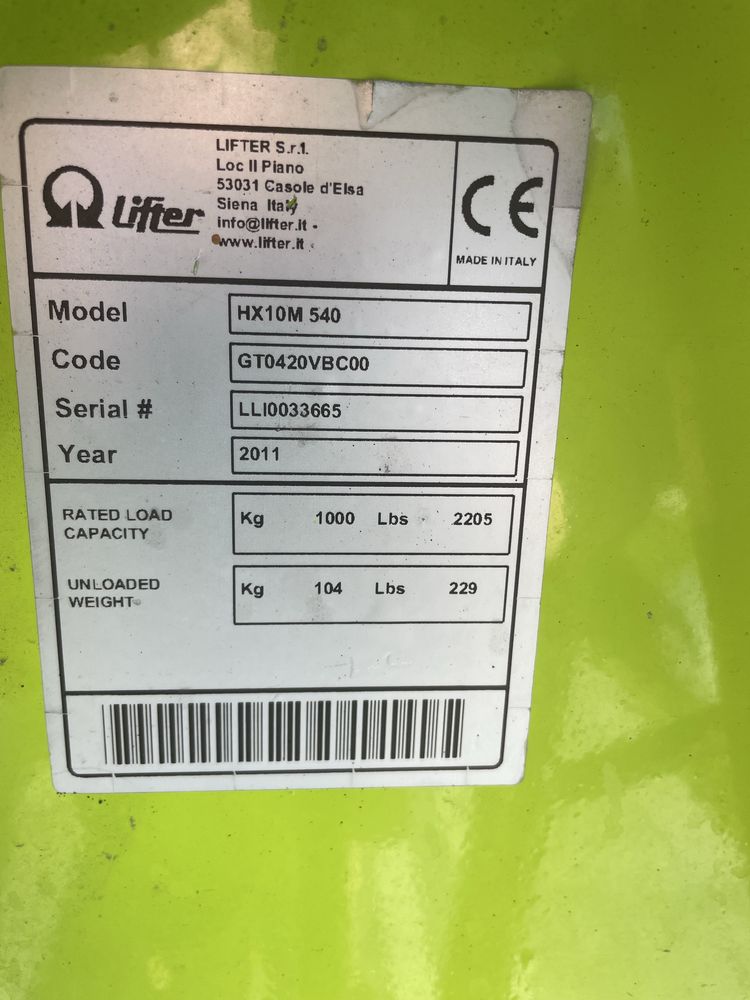 LIFTER S.r.l.
Loc Il Piano
53031 Casole d'Elsa
Siena Italy
info@lifter.it -
www.lifter.it
Lifter
CE
MADE IN ITALY
Model HX10M 540
Code GT0420VBC00
Serial # LLI0033665
Year 2011
RATED LOAD CAPACITY Kg 1000 Lbs 2205
UNLOADED WEIGHT Kg 104 Lbs 229